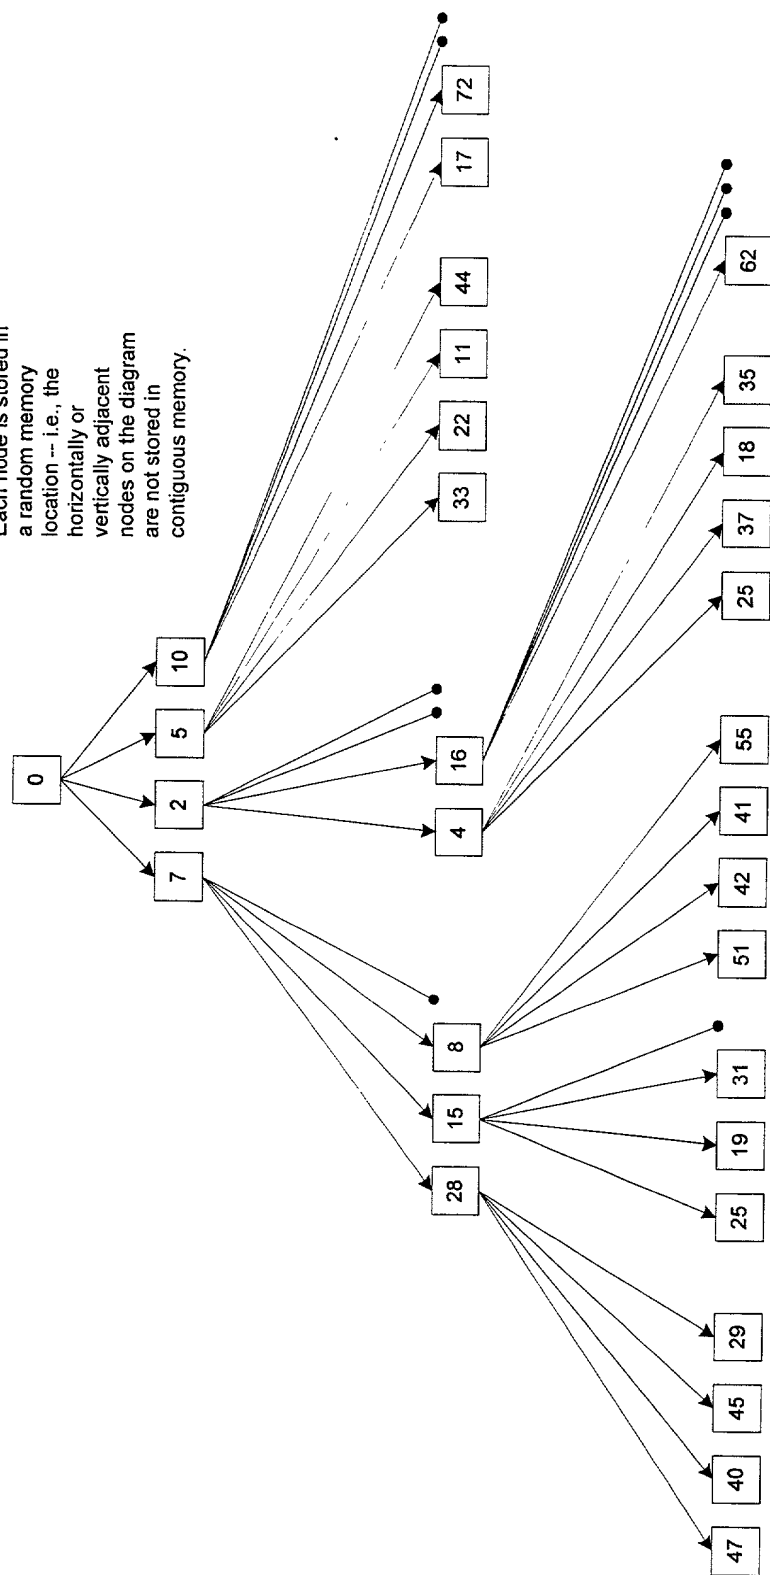 Each node is stored in
a random memory
location -- i.e., the
horizontally or
vertically adjacent
nodes on the diagram
are not stored in
contiguous memory.
0
7 2 5 10
28 15 8 4 16 33 22 11 44 17 72
47 40 45 29 25 19 31 51 42 41 55 25 37 18 35 62